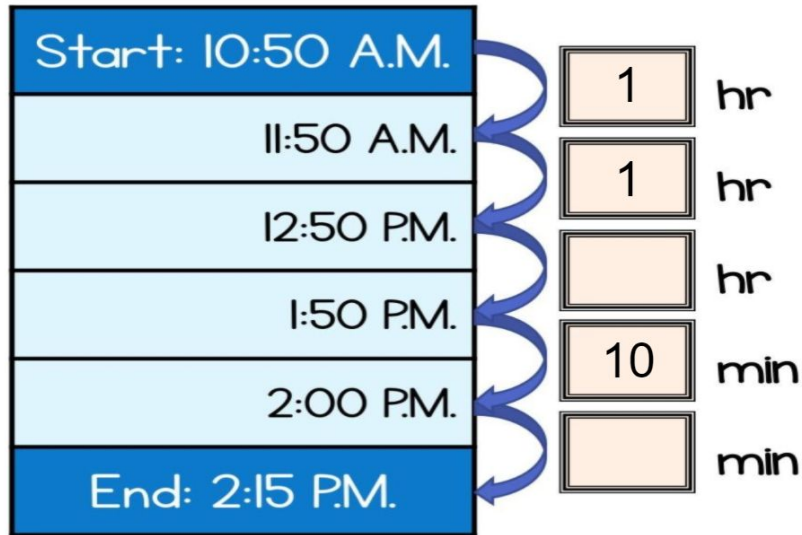 Start: 10:50 A.M.
1 hr
11:50 A.M.
1 hr
12:50 P.M.
hr
1:50 P.M.
10 min
2:00 P.M.
min
End: 2:15 P.M.